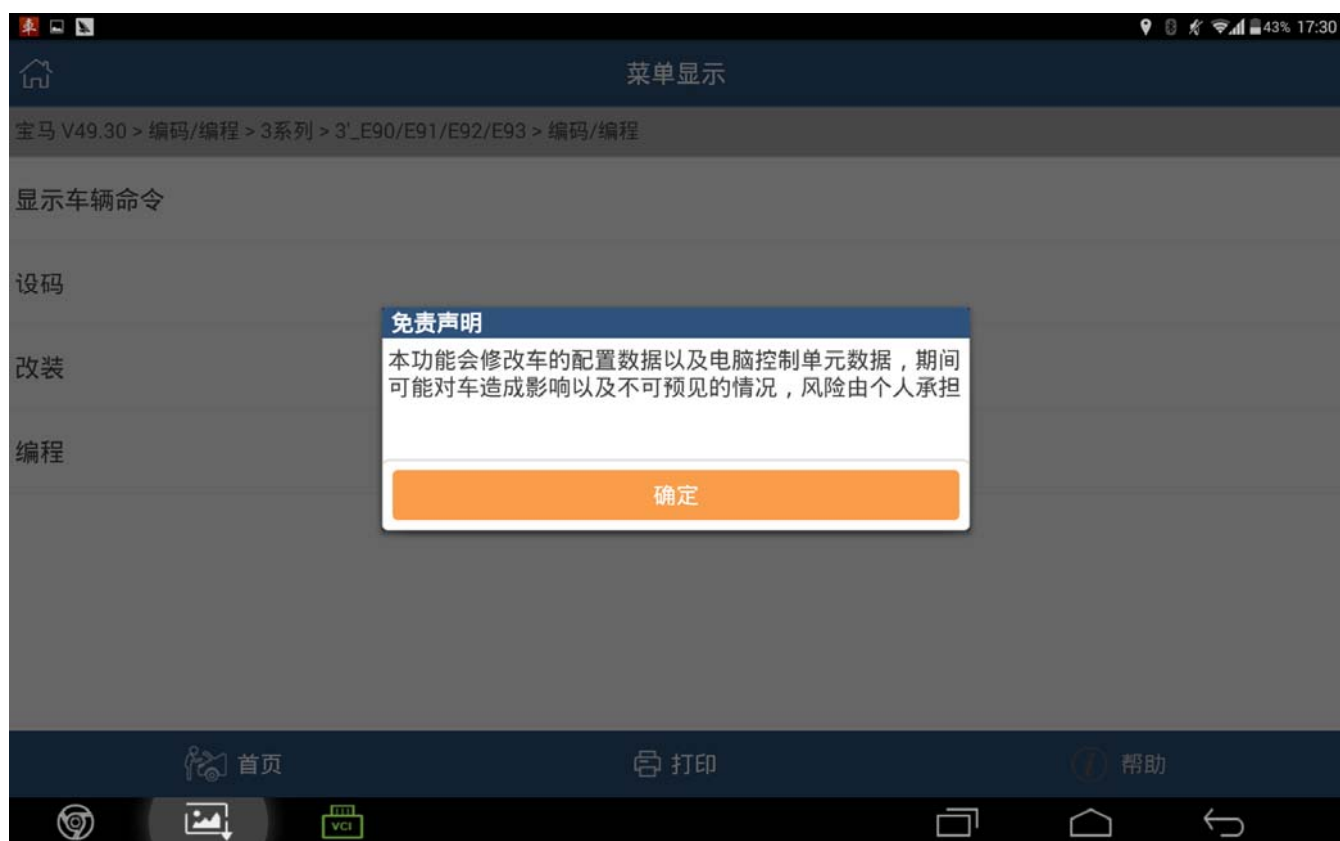 車
43% 17:30
菜单显示
宝马 V49.30 > 编码/编程 > 3系列 > 3'_E90/E91/E92/E93 > 编码/编程
显示车辆命令
设码
改装
编程
免责声明
本功能会修改车的配置数据以及电脑控制单元数据，期间
可能对车造成影响以及不可预见的情况，风险由个人承担
确定
首页
打印
帮助
VCI